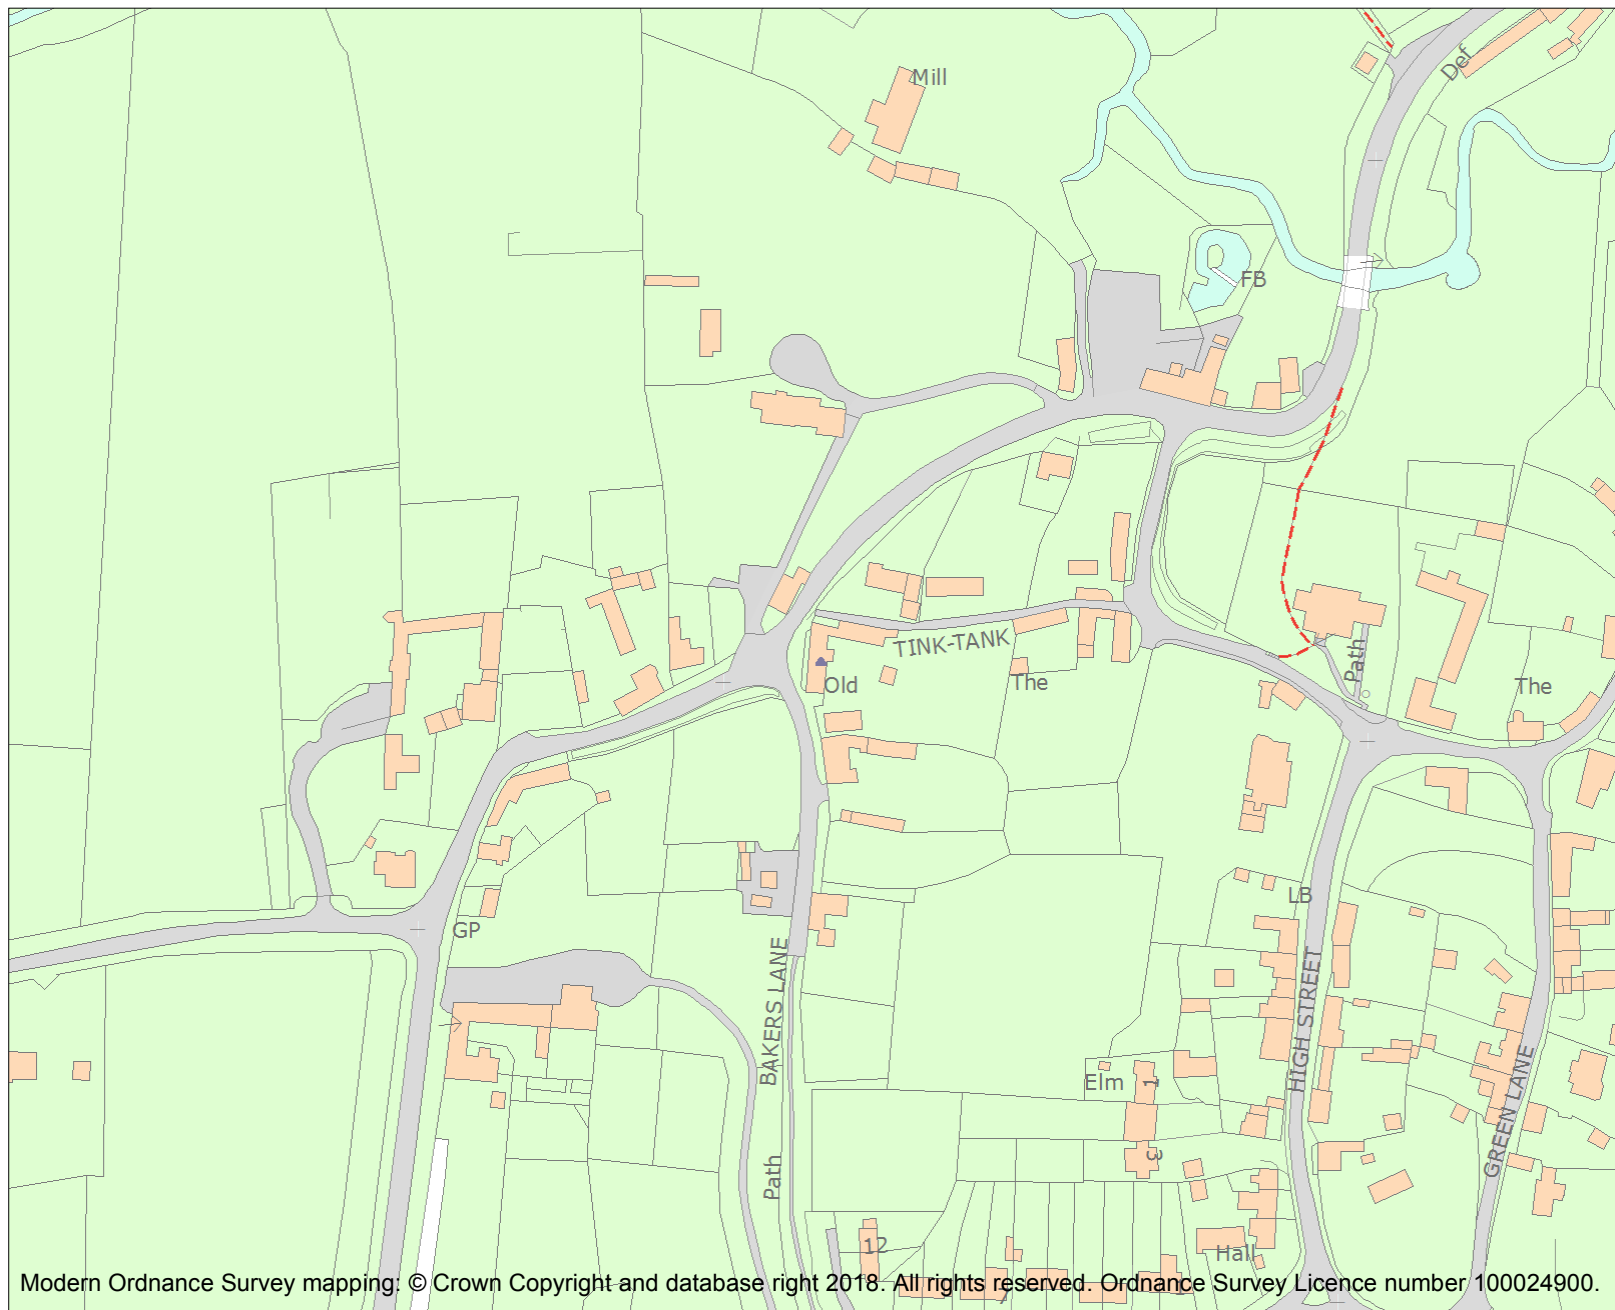 Mill
Def
FB
TINK-TANK
Path
Old
The
The
LB
GP
BAKERS LANE
HIGH STREET
Elm
1
GREEN LANE
3
Path
12
Hall
7
1
Modern Ordnance Survey mapping: © Crown Copyright and database right 2018. All rights reserved. Ordnance Survey Licence number 100024900.